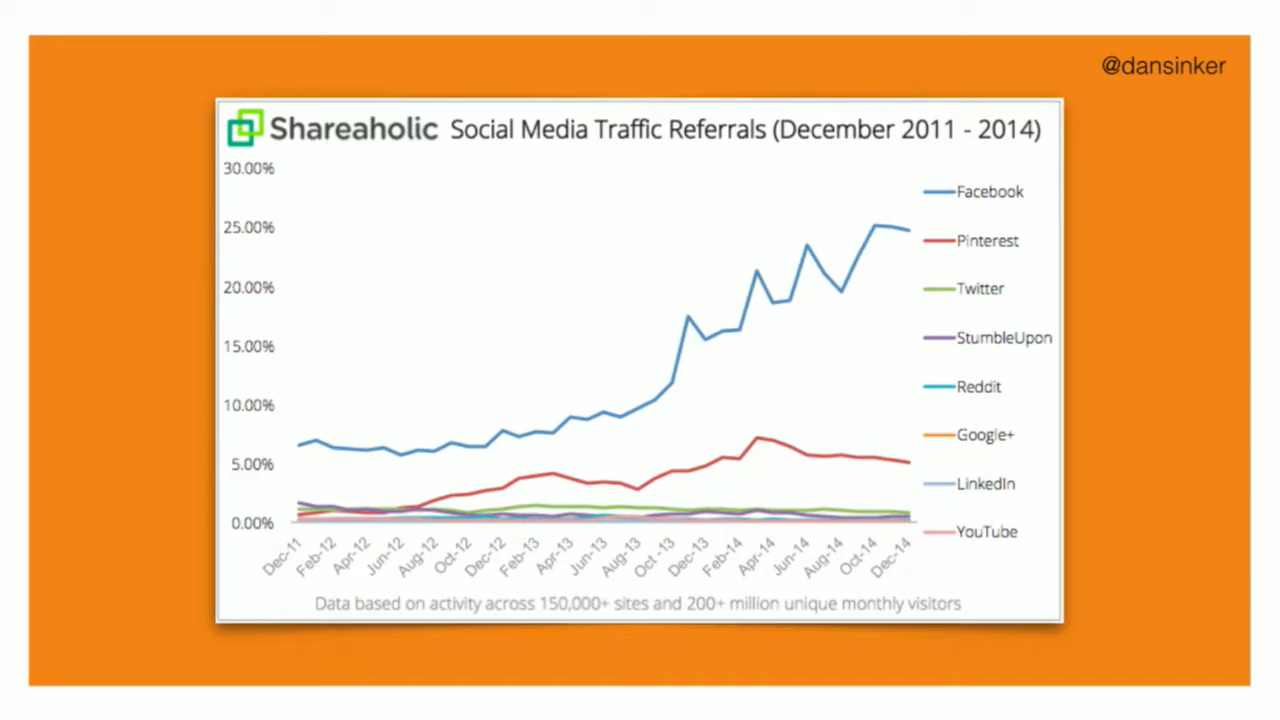 @dansinker
Shareaholic Social Media Traffic Referrals (December 2011 - 2014)
30.00%
25.00%
20.00%
15.00%
10.00%
5.00%
0.00%
Facebook
Pinterest
Twitter
StumbleUpon
Reddit
Google+
LinkedIn
YouTube
Dec-11
Feb-12
Apr-12
Jun-12
Aug-12
Oct-12
Dec-12
Feb-13
Apr-13
Jun-13
Aug-13
Oct -13
Dec-13
Feb-14
Apr-14
Jun-14
Aug-14
Oct-14
Dec-14
Data based on activity across 150,000+ sites and 200+ million unique monthly visitors